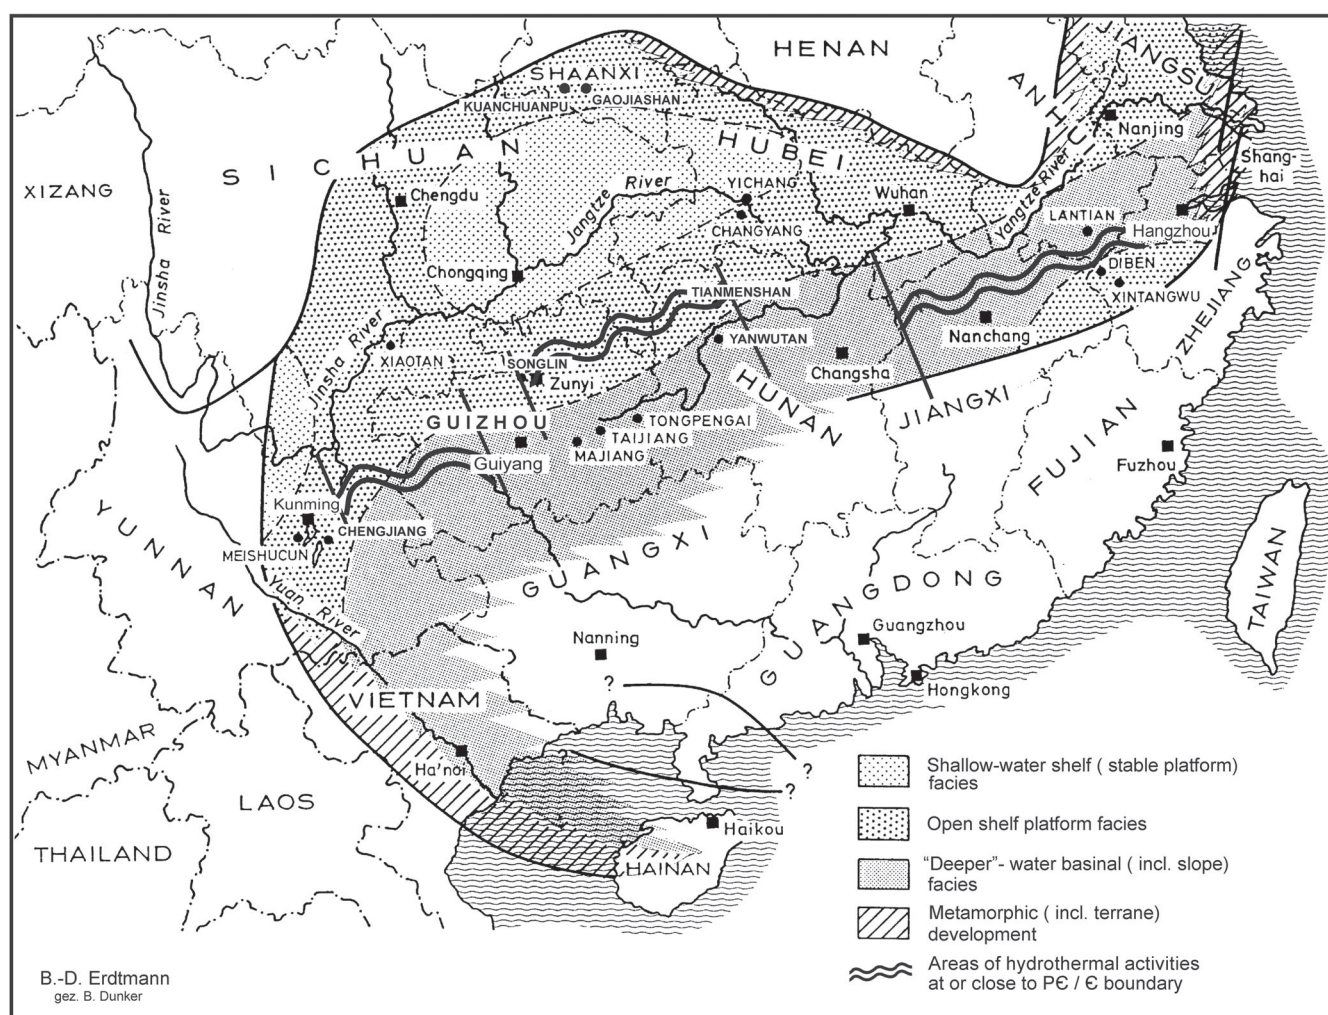 HENAN
JIANGSU
ANHUI
SHAANXI
KUANCHUANPU
GAOJIASHAN
Nanjing
HUBEI
Shang-
hai
SICHUAN
XIZANG
Jinsha River
Chengdu
Jangtze River
YICHANG
CHANGYANG
Wuhan
Yangtze River
LANTIAN
Hangzhou
Chongqing
DIBEN
TIANMENSHAN
XINTANGWU
ZHEJIANG
Jinsha River
XIAOTAN
SONGLIN
Zunyi
YANWUTAN
Nanchang
Changsha
HUNAN
JIANGXI
GUIZHOU
TONGPENGAI
TAIJIANG
MAJIANG
Guiyang
FUJIAN
Fuzhou
Kunming
CHENGJIANG
MEISHUCUN
YUNNAN
GUANGXI
GUANGDONG
TAIWAN
Yuan River
Nanning
Guangzhou
Hongkong
?
VIETNAM
Ha'noi
?
?
?
MYANMAR
LAOS
THAILAND
Haikou
HAINAN
Shallow-water shelf ( stable platform)
facies
Open shelf platform facies
“Deeper”- water basinal ( incl. slope)
facies
Metamorphic ( incl. terrane)
development
Areas of hydrothermal activities
at or close to PЄ / Є boundary
B.-D. Erdtmann
gez. B. Dunker